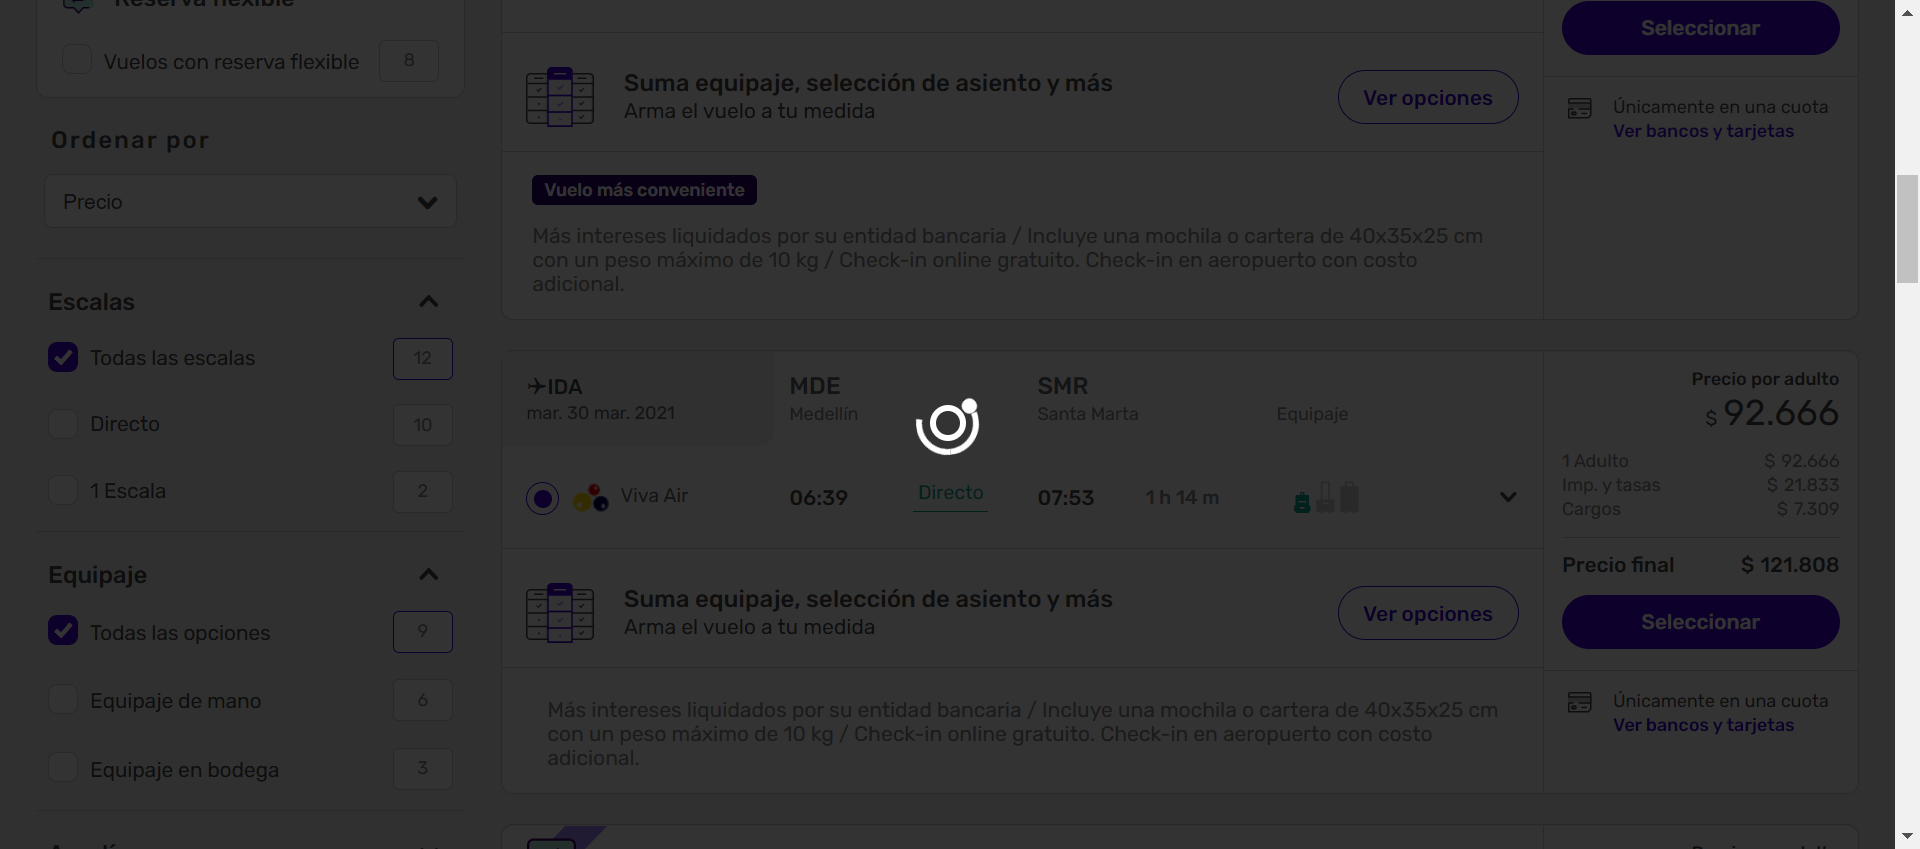 Reserva flexible
Vuelos con reserva flexible
8
Ordenar por
Precio
Escalas
Todas las escalas
12
Directo
10
1 Escala
2
Equipaje
Todas las opciones
9
Equipaje de mano
6
Equipaje en bodega
3
Suma equipaje, selección de asiento y más
Arma el vuelo a tu medida
Ver opciones
Vuelo más conveniente
Más intereses liquidados por su entidad bancaria / Incluye una mochila o cartera de 40x35x25 cm
con un peso máximo de 10 kg / Check-in online gratuito. Check-in en aeropuerto con costo
adicional.
Seleccionar
Únicamente en una cuota
Ver bancos y tarjetas
IDA
mar. 30 mar. 2021
MDE
Medellín
SMR
Santa Marta
Equipaje
Viva Air
06:39
Directo
07:53
1 h 14 m
Suma equipaje, selección de asiento y más
Arma el vuelo a tu medida
Ver opciones
Más intereses liquidados por su entidad bancaria / Incluye una mochila o cartera de 40x35x25 cm
con un peso máximo de 10 kg / Check-in online gratuito. Check-in en aeropuerto con costo
adicional.
Precio por adulto
$ 92.666
1 Adulto $ 92.666
Imp. y tasas $ 21.833
Cargos $ 7.309
Precio final $ 121.808
Seleccionar
Únicamente en una cuota
Ver bancos y tarjetas